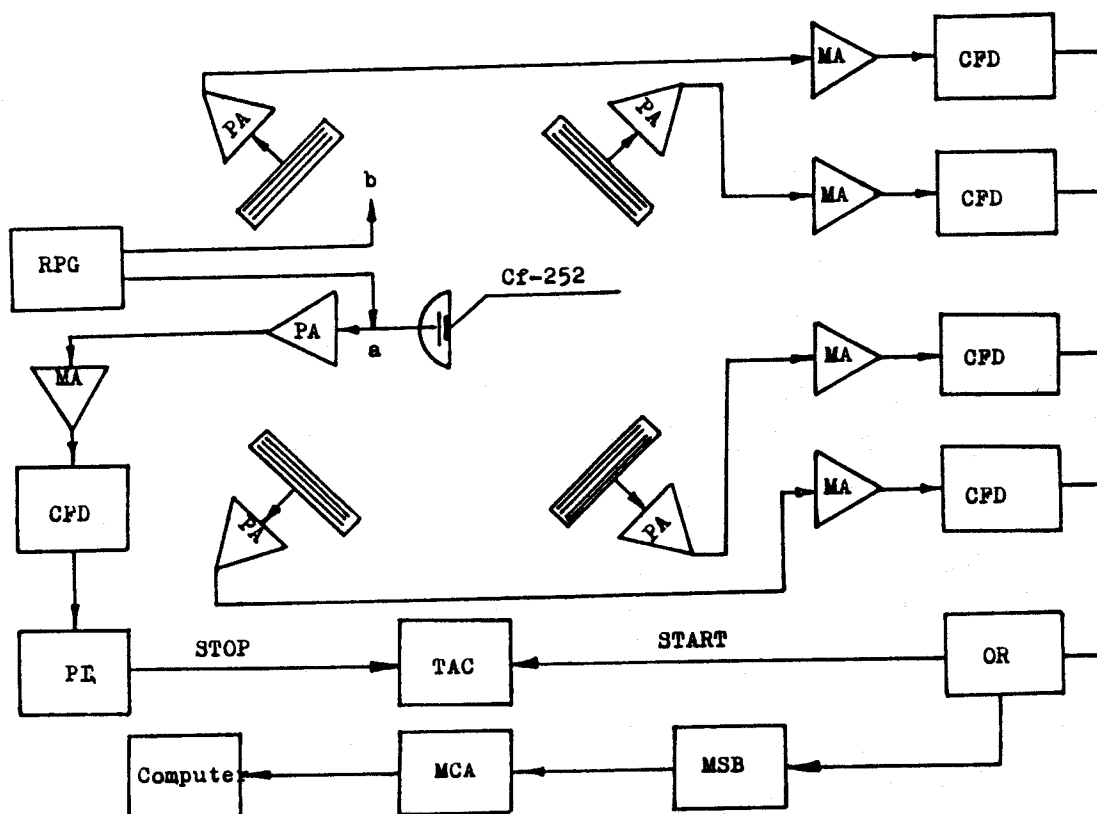 MA CFD
PA PA
b
MA CFD
RPG
Cf-252
PA
a
MA CFD
MA
CFD
PA PA
MA CFD
STOP START
TAC OR
MCA MSB
Compute